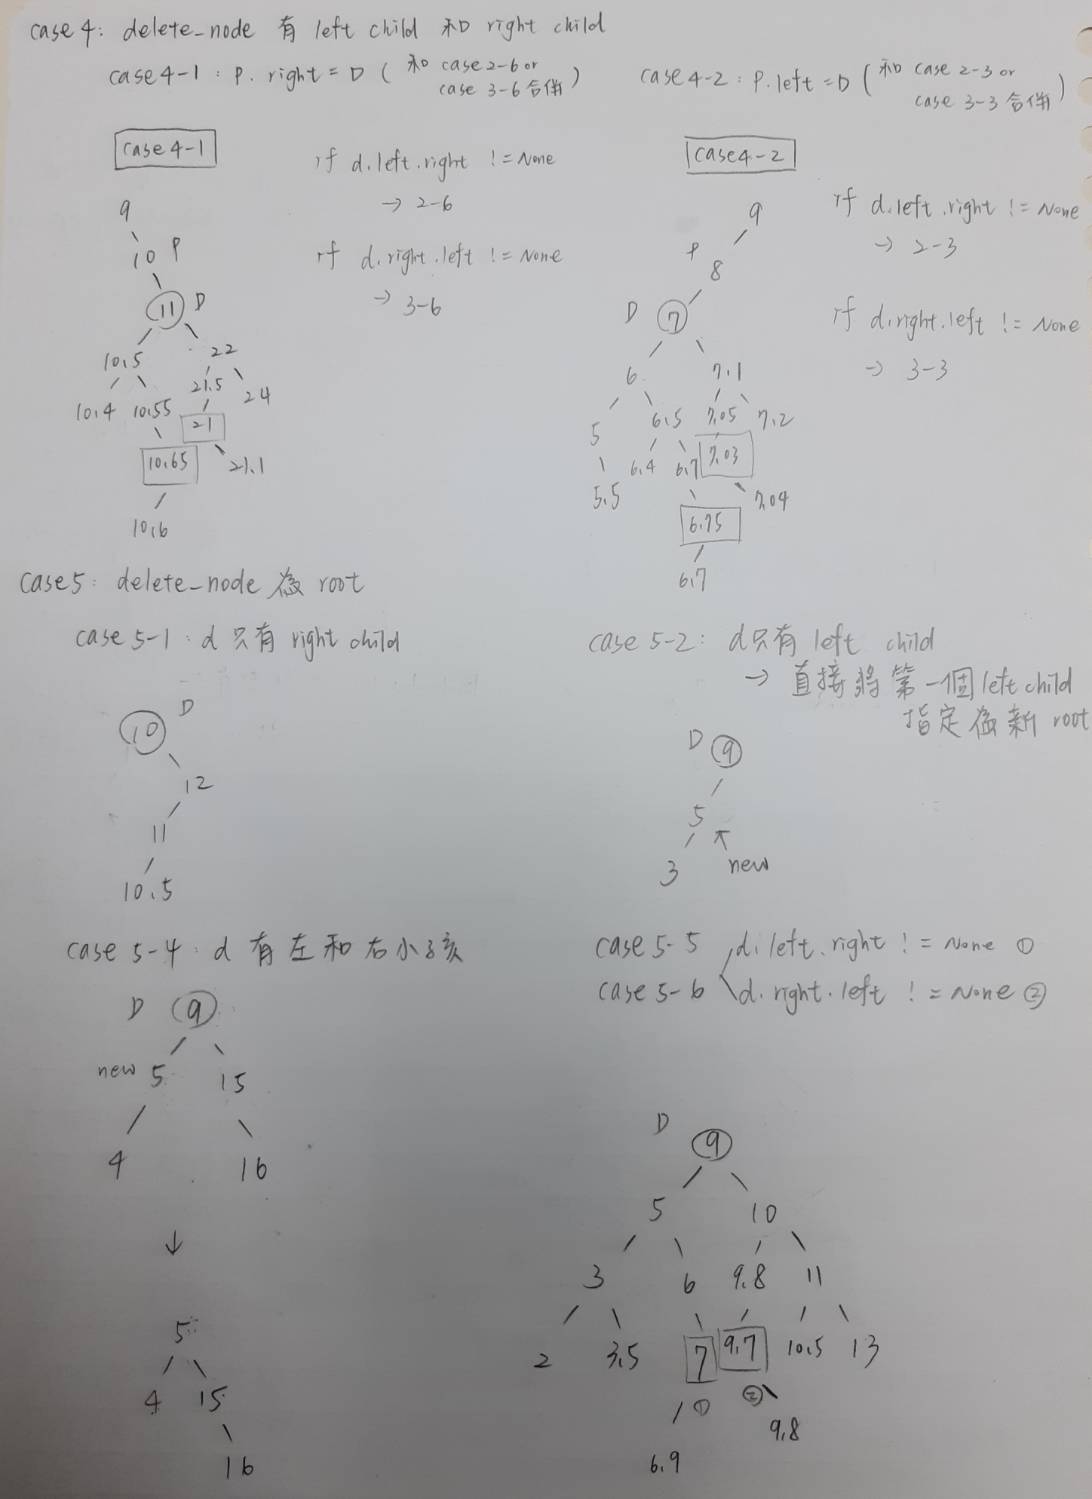 case 4: delete_node 有 left child 和 right child
case 4-1 : P. right = D ( 和 case 2-6 or
case 3-6 合併 )
case 4-2 : P. left = D ( 和 case 2-3 or
case 3-3 合併 )
case 4-1
if d.left.right != None
→ 2-6
if d.right.left != None
→ 3-6
9
10 P
11 D
10.5 22
10.4 10.55 21.5 24
21
10.65 21.1
10.6
case 4-2
if d.left.right != None
→ 2-3
if d.right.left != None
→ 3-3
9
P 8
D 7
6 7.1
5 6.5 7.05 7.2
5.5 6.4 6.7 7.03
6.75 7.04
6.7
case 5: delete_node 為 root
case 5-1 : d 只有 right child
D
10
12
11
10.5
case 5-2 : d只有 left child
→ 直接將第一個 left child
指定為新 root
D 9
5
3 new
case 5-4 : d 有左和右小孩
D 9
new 5 15
4 16
↓
5
4 15
16
case 5-5 d. left. right != None ①
case 5-6 d. right. left != None ②
D
9
5 10
3 6 9.8 11
2 3.5 7 9.7 10.5 13
① ②
6.9 9.8